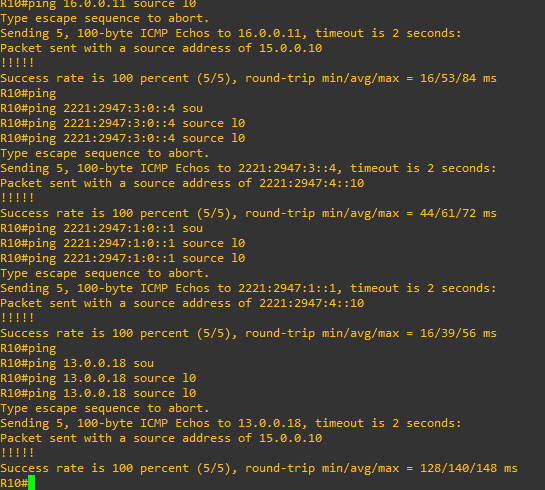 R10#ping 16.0.0.11 source l0
Type escape sequence to abort.
Sending 5, 100-byte ICMP Echos to 16.0.0.11, timeout is 2 seconds:
Packet sent with a source address of 15.0.0.10
!!!!!
Success rate is 100 percent (5/5), round-trip min/avg/max = 16/53/84 ms
R10#ping
R10#ping 2221:2947:3:0::4 sou
R10#ping 2221:2947:3:0::4 source l0
R10#ping 2221:2947:3:0::4 source l0
Type escape sequence to abort.
Sending 5, 100-byte ICMP Echos to 2221:2947:3::4, timeout is 2 seconds:
Packet sent with a source address of 2221:2947:4::10
!!!!!
Success rate is 100 percent (5/5), round-trip min/avg/max = 44/61/72 ms
R10#ping 2221:2947:1:0::1 sou
R10#ping 2221:2947:1:0::1 source l0
R10#ping 2221:2947:1:0::1 source l0
Type escape sequence to abort.
Sending 5, 100-byte ICMP Echos to 2221:2947:1::1, timeout is 2 seconds:
Packet sent with a source address of 2221:2947:4::10
!!!!!
Success rate is 100 percent (5/5), round-trip min/avg/max = 16/39/56 ms
R10#ping
R10#ping 13.0.0.18 sou
R10#ping 13.0.0.18 source l0
R10#ping 13.0.0.18 source l0
Type escape sequence to abort.
Sending 5, 100-byte ICMP Echos to 13.0.0.18, timeout is 2 seconds:
Packet sent with a source address of 15.0.0.10
!!!!!
Success rate is 100 percent (5/5), round-trip min/avg/max = 128/140/148 ms
R10#